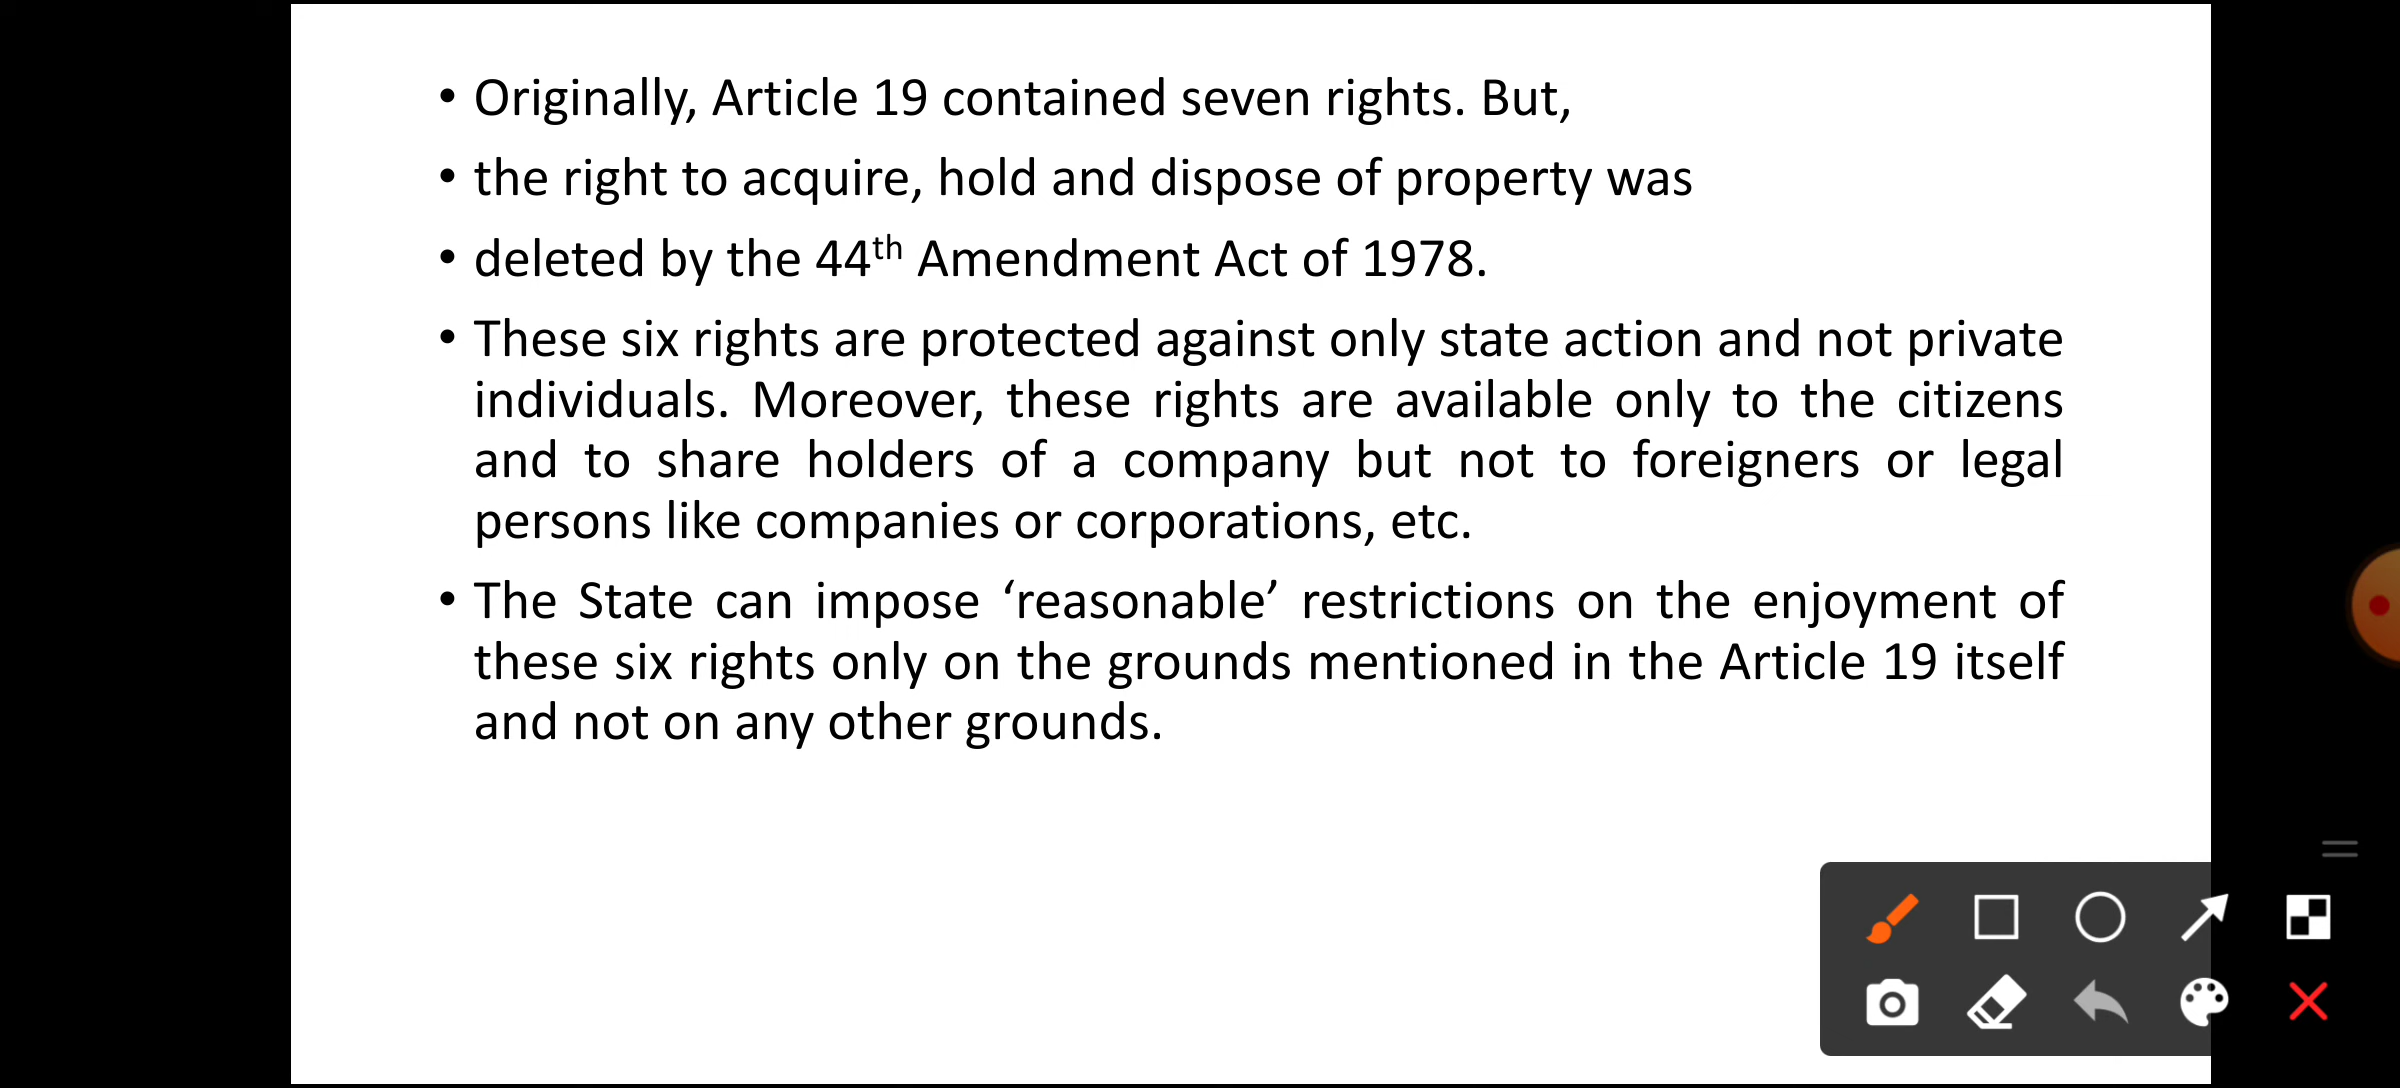 • Originally, Article 19 contained seven rights. But,
• the right to acquire, hold and dispose of property was
• deleted by the 44th Amendment Act of 1978.
• These six rights are protected against only state action and not private
individuals. Moreover, these rights are available only to the citizens
and to share holders of a company but not to foreigners or legal
persons like companies or corporations, etc.
• The State can impose ‘reasonable’ restrictions on the enjoyment of
these six rights only on the grounds mentioned in the Article 19 itself
and not on any other grounds.